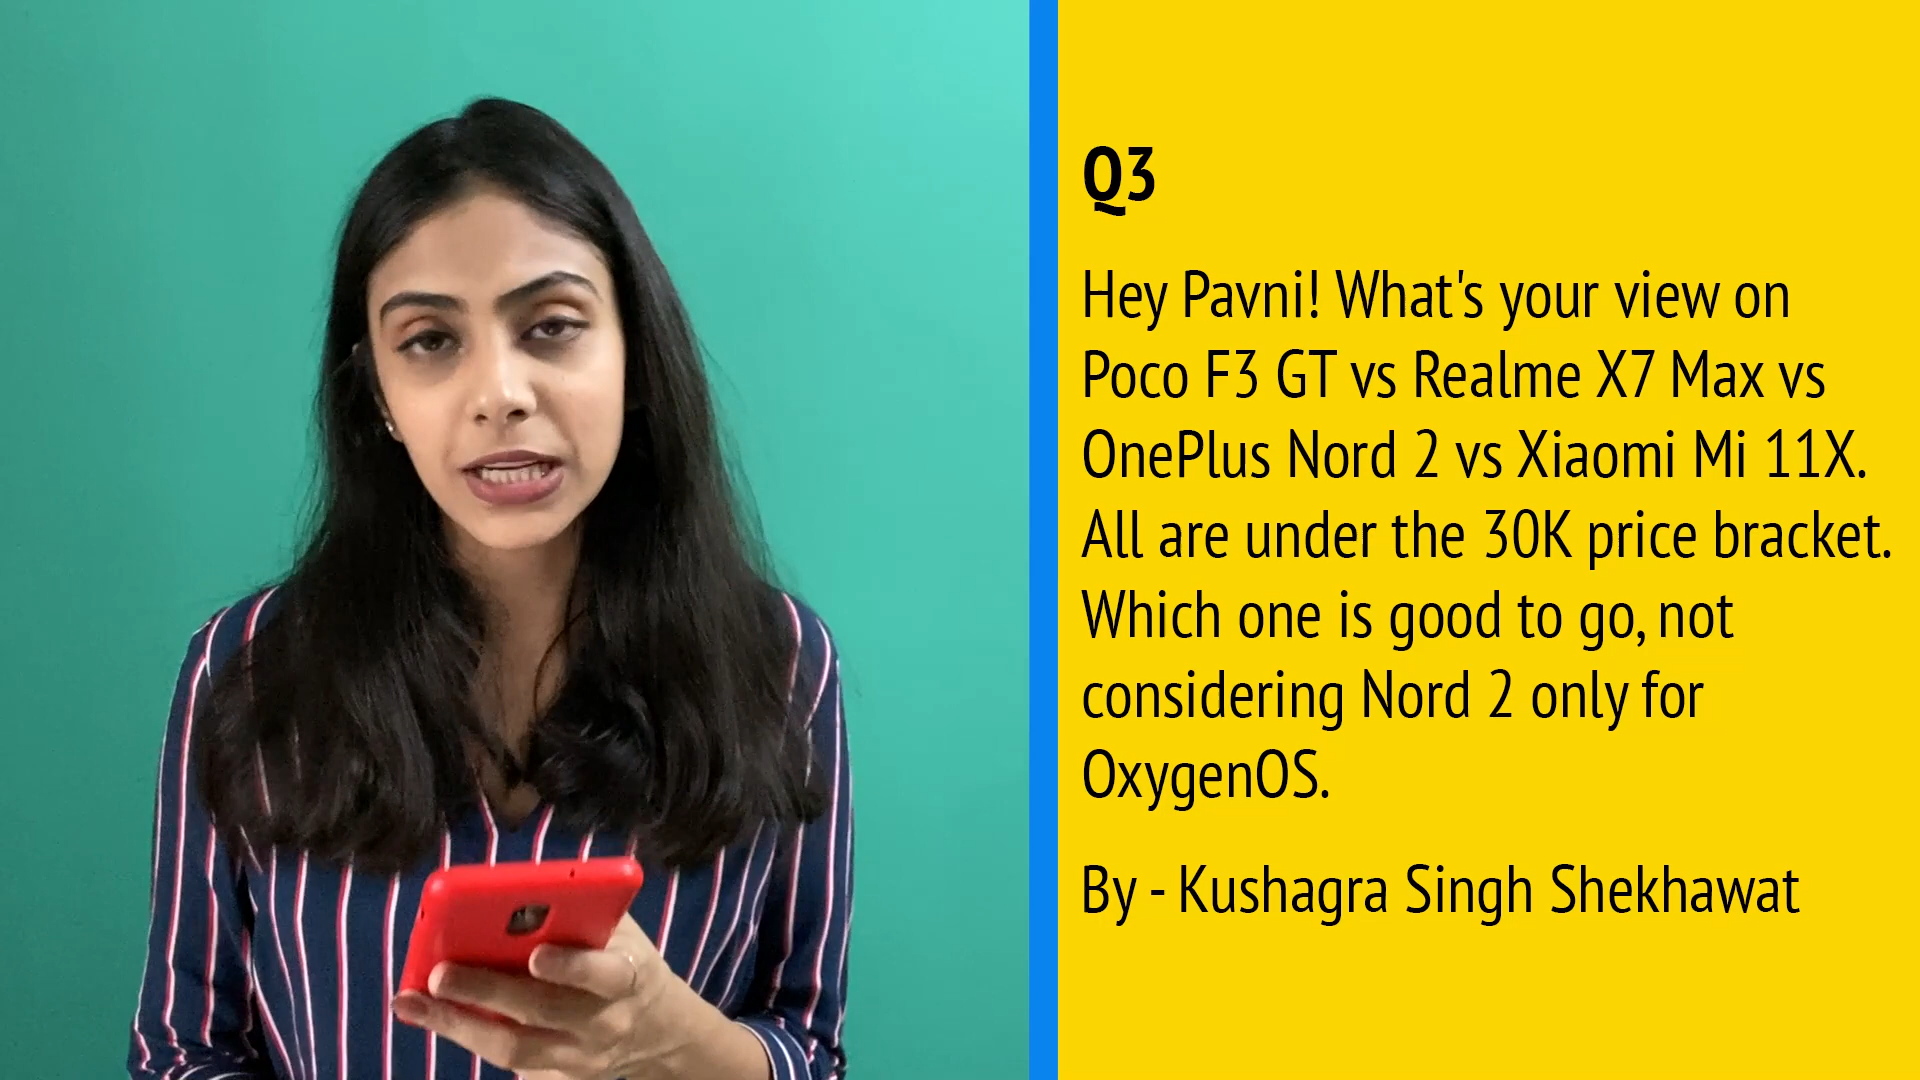 Q3
Hey Pavni! What's your view on
Poco F3 GT vs Realme X7 Max vs
OnePlus Nord 2 vs Xiaomi Mi 11X.
All are under the 30K price bracket.
Which one is good to go, not
considering Nord 2 only for
OxygenOS.
By - Kushagra Singh Shekhawat